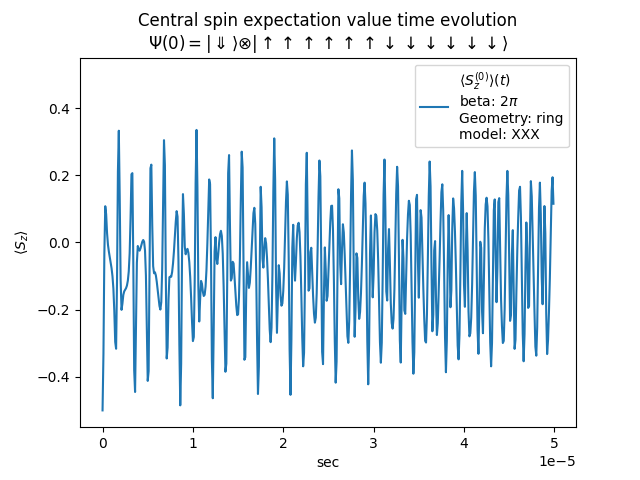 Central spin expectation value time evolution
Ψ(0) = | ⇓ ⟩⊗| ↑ ↑ ↑ ↑ ↑ ↑ ↓ ↓ ↓ ↓ ↓ ↓⟩
⟨S_z^{(0)}⟩(t)
beta: 2π
Geometry: ring
model: XXX
0.4
0.2
0.0
−0.2
−0.4
⟨S_z⟩
0 1 2 3 4 5
sec
1e−5